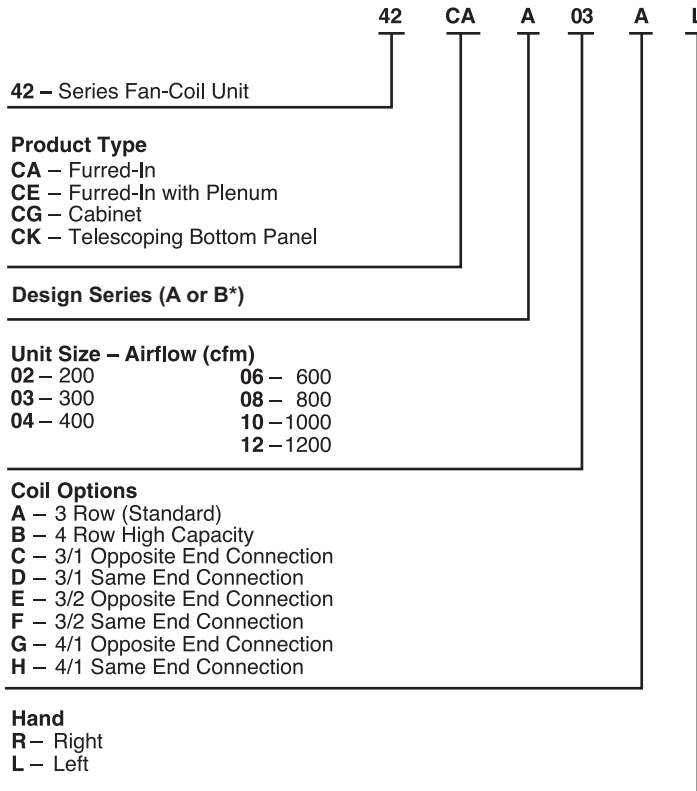 42 CA A 03 A L
42 – Series Fan-Coil Unit
Product Type
CA – Furred-In
CE – Furred-In with Plenum
CG – Cabinet
CK – Telescoping Bottom Panel
Design Series (A or B*)
Unit Size – Airflow (cfm)
02 – 200 06 – 600
03 – 300 08 – 800
04 – 400 10 –1000
12 –1200
Coil Options
A – 3 Row (Standard)
B – 4 Row High Capacity
C – 3/1 Opposite End Connection
D – 3/1 Same End Connection
E – 3/2 Opposite End Connection
F – 3/2 Same End Connection
G – 4/1 Opposite End Connection
H – 4/1 Same End Connection
Hand
R – Right
L – Left